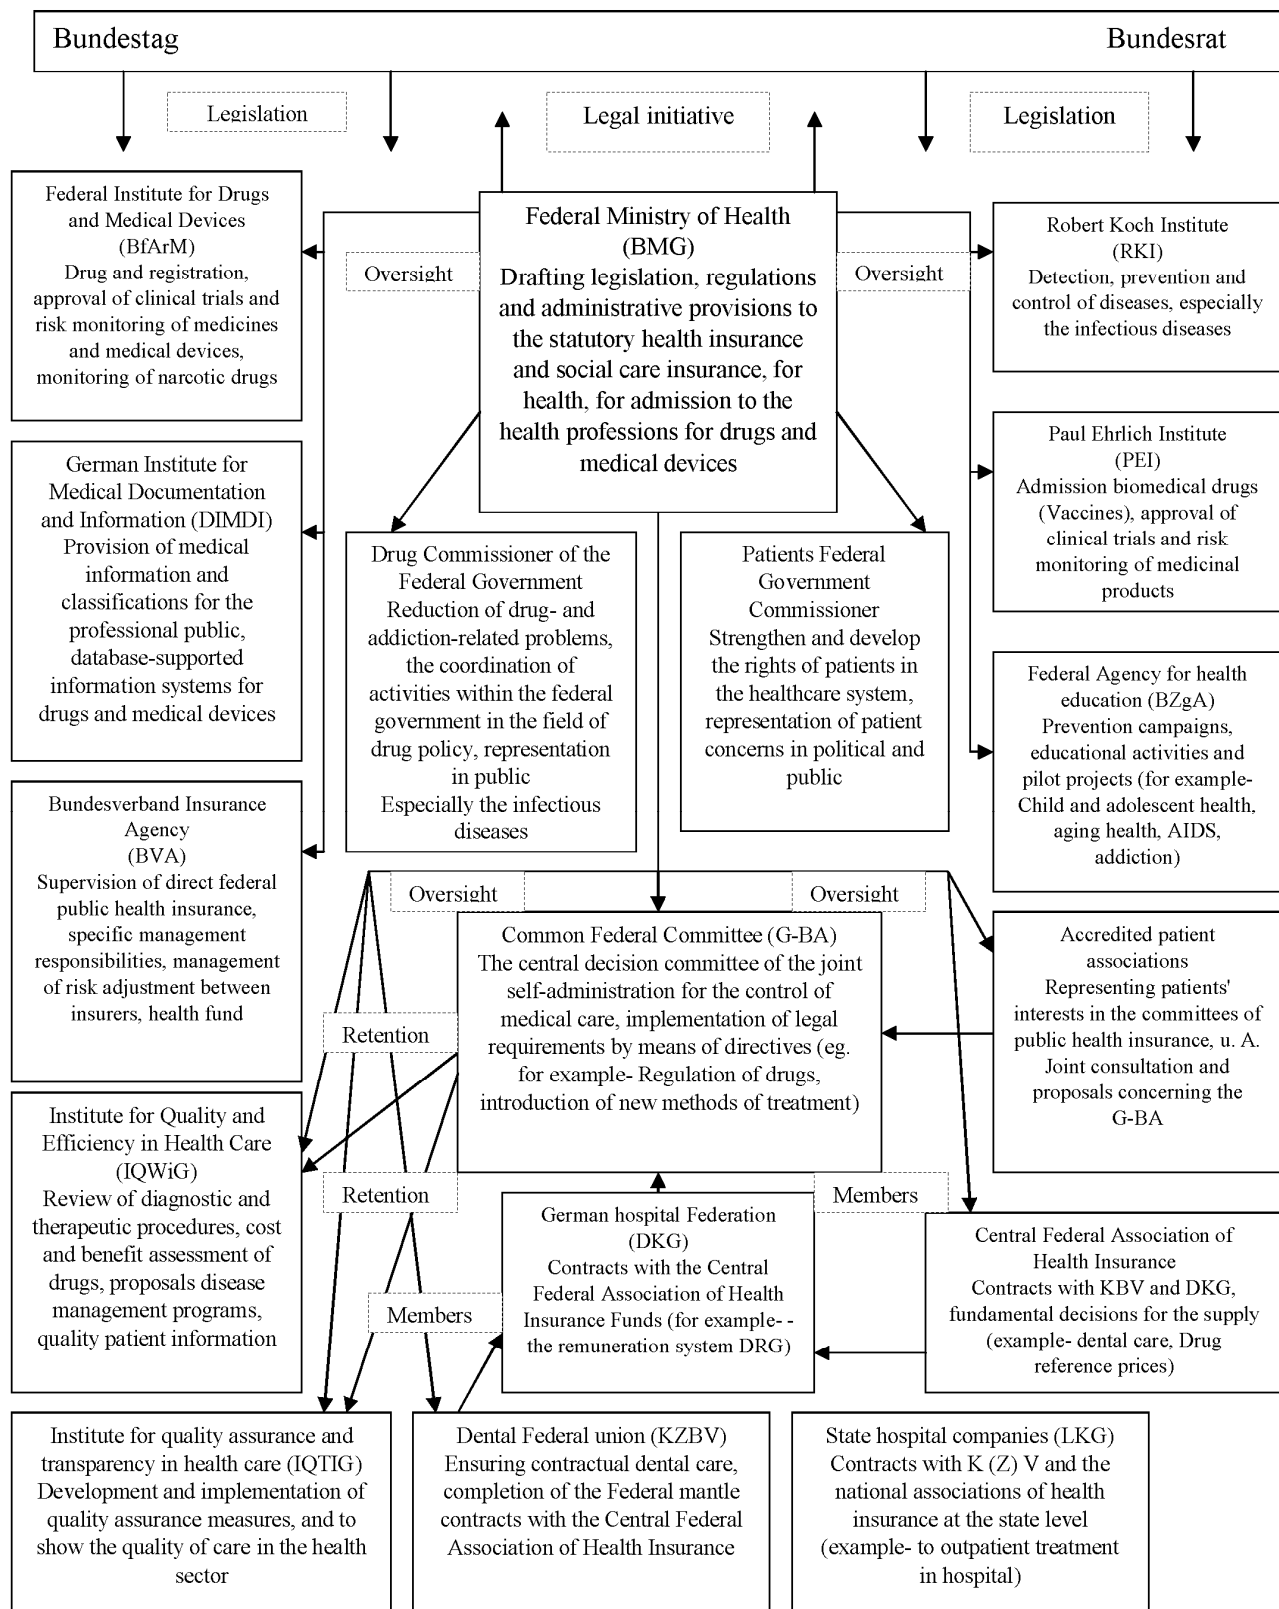 Bundestag
Bundesrat
Legislation
Legal initiative
Legislation
Federal Institute for Drugs
and Medical Devices
(BfArM)
Drug and registration,
approval of clinical trials and
risk monitoring of medicines
and medical devices,
monitoring of narcotic drugs
Oversight
Federal Ministry of Health
(BMG)
Drafting legislation, regulations
and administrative provisions to
the statutory health insurance
and social care insurance, for
health, for admission to the
health professions for drugs and
medical devices
Oversight
Robert Koch Institute
(RKI)
Detection, prevention and
control of diseases, especially
the infectious diseases
German Institute for
Medical Documentation
and Information (DIMDI)
Provision of medical
information and
classifications for the
professional public,
database-supported
information systems for
drugs and medical devices
Drug Commissioner of the
Federal Government
Reduction of drug- and
addiction-related problems,
the coordination of
activities within the federal
government in the field of
drug policy, representation
in public
Especially the infectious
diseases
Patients Federal
Government
Commissioner
Strengthen and develop
the rights of patients in
the healthcare system,
representation of patient
concerns in political and
public
Paul Ehrlich Institute
(PEI)
Admission biomedical drugs
(Vaccines), approval of
clinical trials and risk
monitoring of medicinal
products
Federal Agency for health
education (BZgA)
Prevention campaigns,
educational activities and
pilot projects (for example-
Child and adolescent health,
aging health, AIDS,
addiction)
Bundesverband Insurance
Agency
(BVA)
Supervision of direct federal
public health insurance,
specific management
responsibilities, management
of risk adjustment between
insurers, health fund
Oversight
Oversight
Common Federal Committee (G-BA)
The central decision committee of the joint
self-administration for the control of
medical care, implementation of legal
requirements by means of directives (eg.
for example- Regulation of drugs,
introduction of new methods of treatment)
Accredited patient
associations
Representing patients'
interests in the committees of
public health insurance, u. A.
Joint consultation and
proposals concerning the
G-BA
Retention
Institute for Quality and
Efficiency in Health Care
(IQWiG)
Review of diagnostic and
therapeutic procedures, cost
and benefit assessment of
drugs, proposals disease
management programs,
quality patient information
Retention
Members
German hospital Federation
(DKG)
Contracts with the Central
Federal Association of Health
Insurance Funds (for example- -
the remuneration system DRG)
Members
Central Federal Association of
Health Insurance
Contracts with KBV and DKG,
fundamental decisions for the supply
(example- dental care, Drug
reference prices)
Institute for quality assurance and
transparency in health care (IQTIG)
Development and implementation of
quality assurance measures, and to
show the quality of care in the health
sector
Dental Federal union (KZBV)
Ensuring contractual dental care,
completion of the Federal mantle
contracts with the Central Federal
Association of Health Insurance
State hospital companies (LKG)
Contracts with K (Z) V and the
national associations of health
insurance at the state level
(example- to outpatient treatment
in hospital)